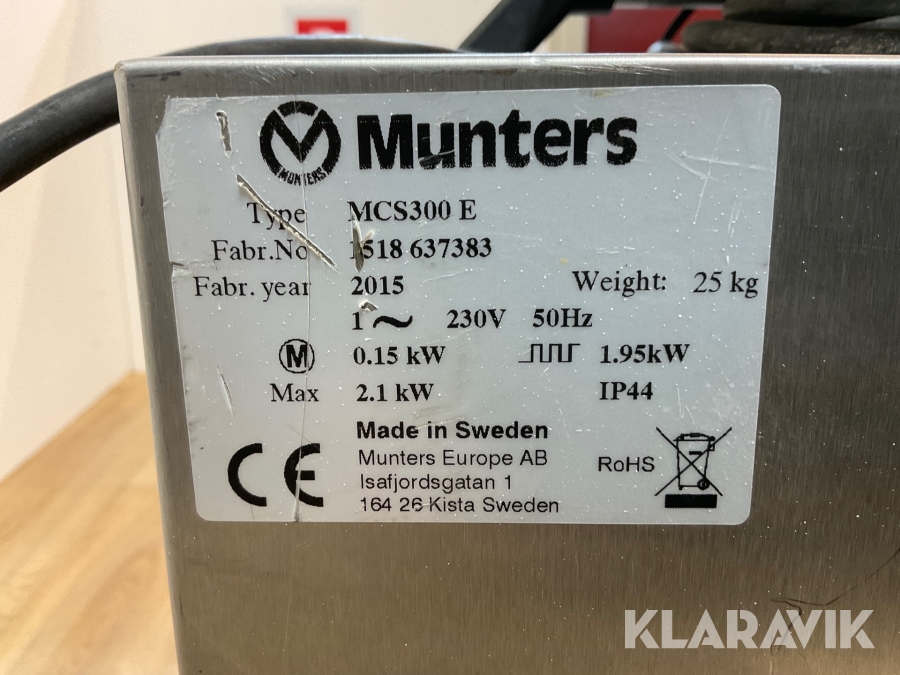 MUNTERS
Munters
Type MCS300 E
Fabr.No 1518 637383
Fabr. year 2015 Weight: 25 kg
1 ~ 230V 50Hz
M 0.15 kW 1.95kW
Max 2.1 kW IP44
Made in Sweden
Munters Europe AB
Isafjordsgatan 1
164 26 Kista Sweden
CE
RoHS
KLARAVIK